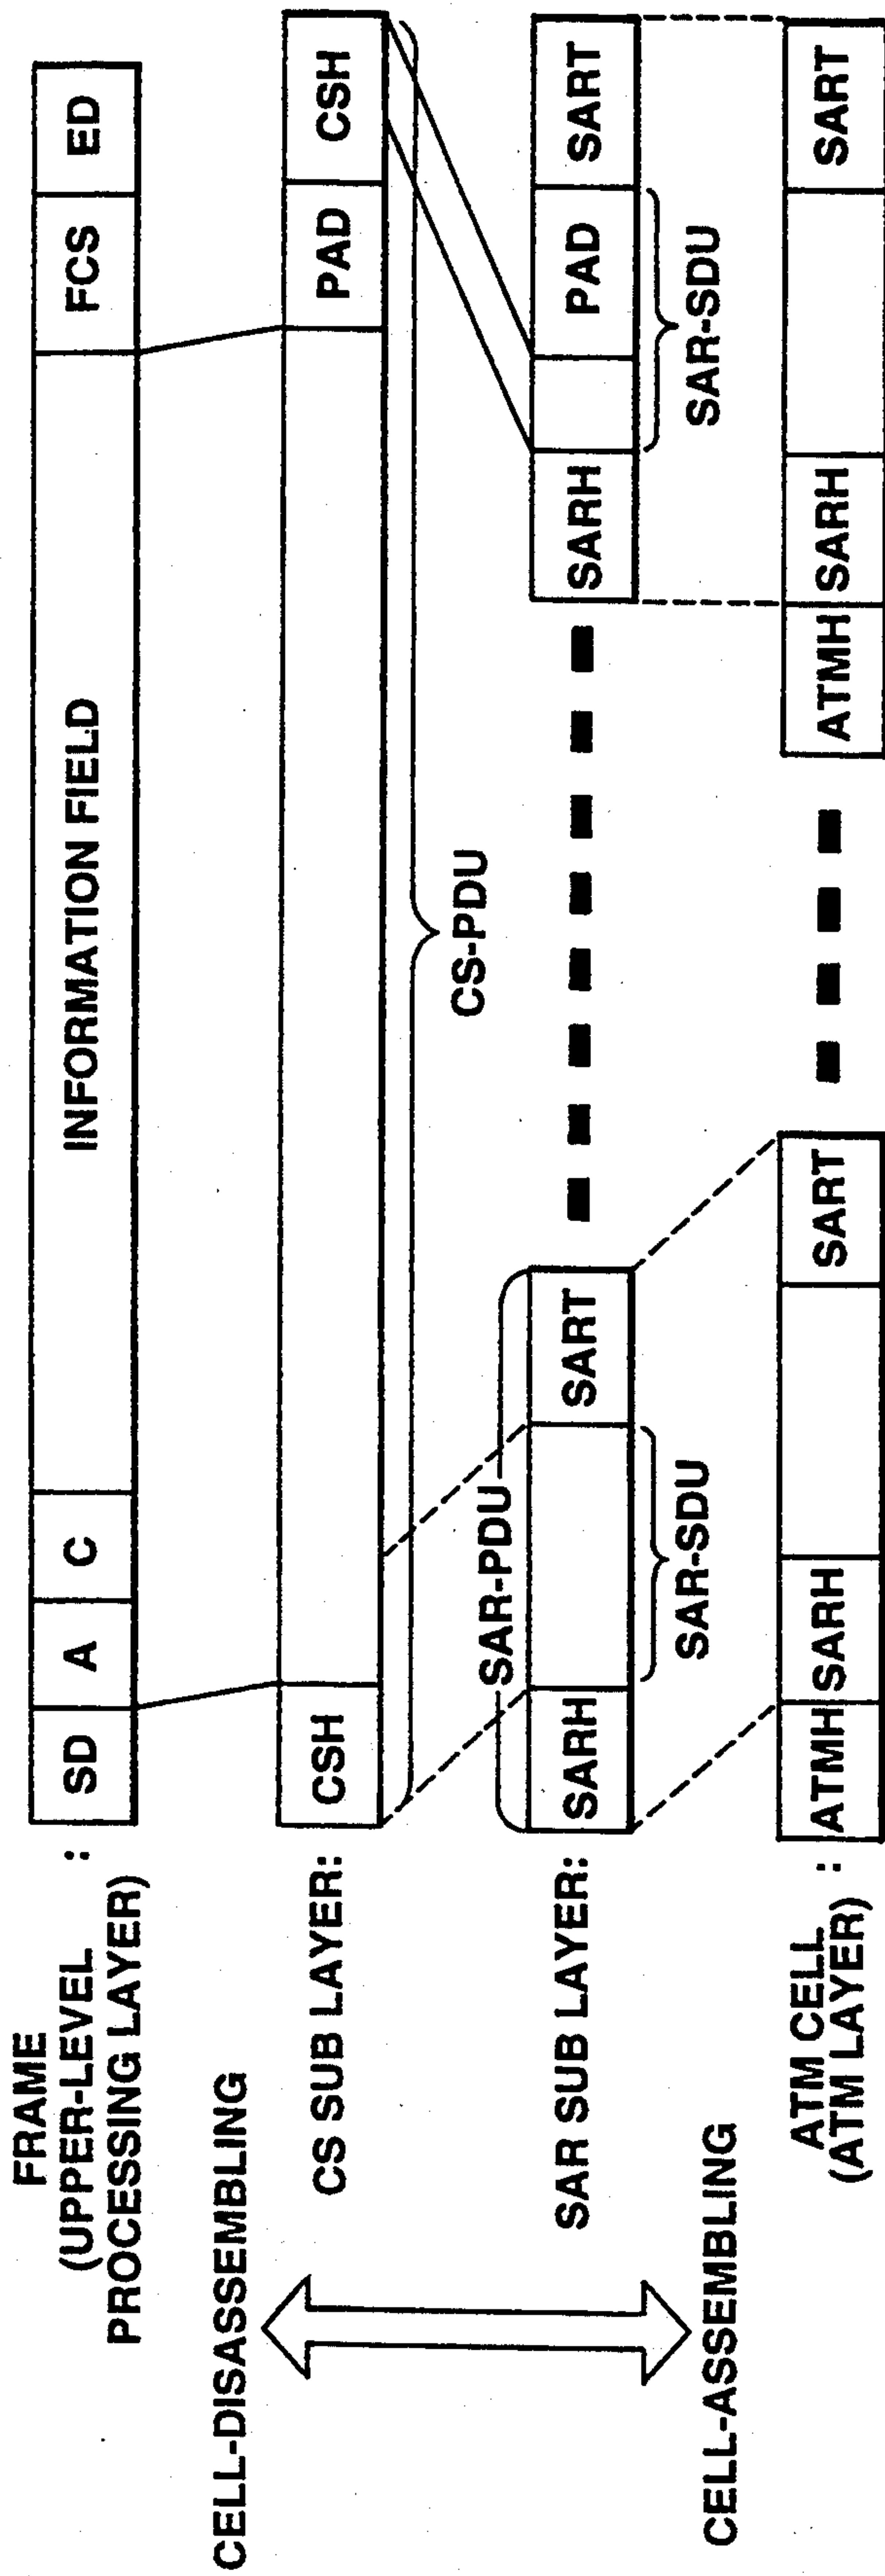 FRAME
(UPPER-LEVEL
PROCESSING LAYER)
:
SD A C INFORMATION FIELD FCS ED
CELL-DISASSEMBLING
CS SUB LAYER:
CSH PAD CSH
CS-PDU
SAR-PDU
SAR SUB LAYER:
SARH SART SARH PAD SART
SAR-SDU SAR-SDU
CELL-ASSEMBLING
ATM CELL
(ATM LAYER)
:
ATMH SARH SART ATMH SARH SART